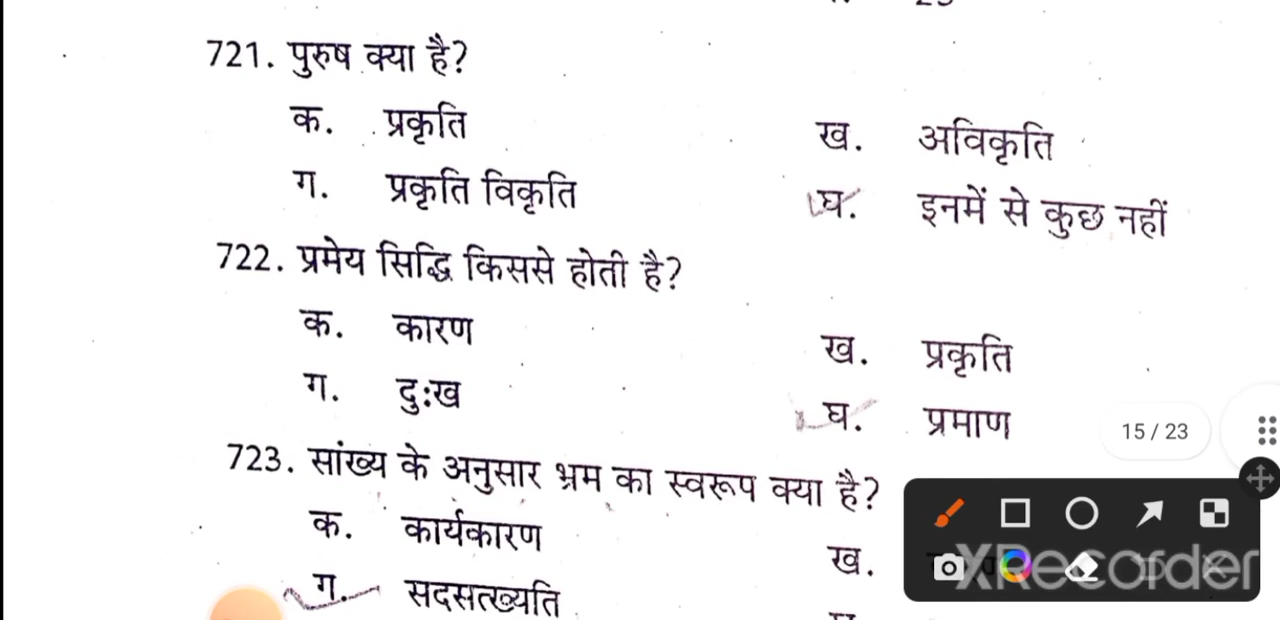 721. पुरुष क्या है?
क. प्रकृति
ख. अविकृति
ग. प्रकृति विकृति
घ. इनमें से कुछ नहीं
722. प्रमेय सिद्धि किससे होती है?
क. कारण
ख. प्रकृति
ग. दुःख
घ. प्रमाण
15 / 23
723. सांख्य के अनुसार भ्रम का स्वरूप क्या है?
क. कार्यकारण
ख.
ग. सदसत्ख्यति
XRecorder